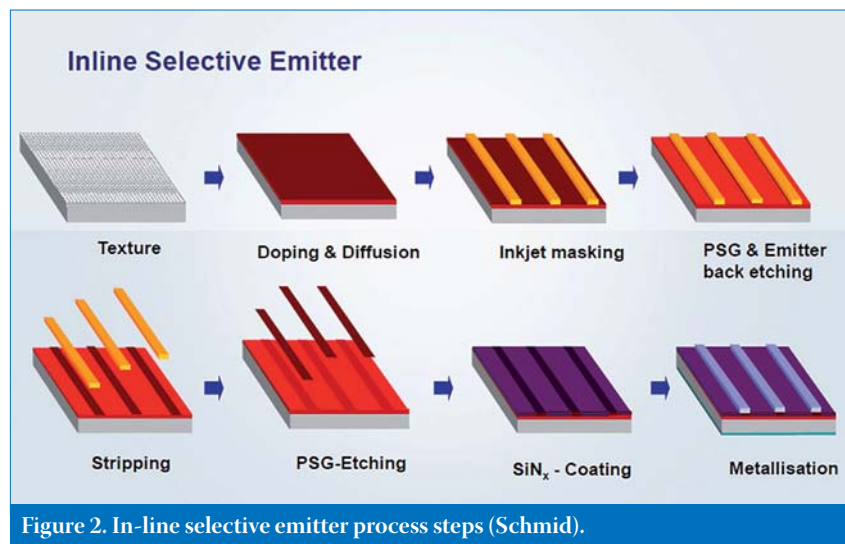 Inline Selective Emitter
Texture
Doping & Diffusion
Inkjet masking
PSG & Emitter
back etching
Stripping
PSG-Etching
SiNx - Coating
Metallisation
Figure 2. In-line selective emitter process steps (Schmid).